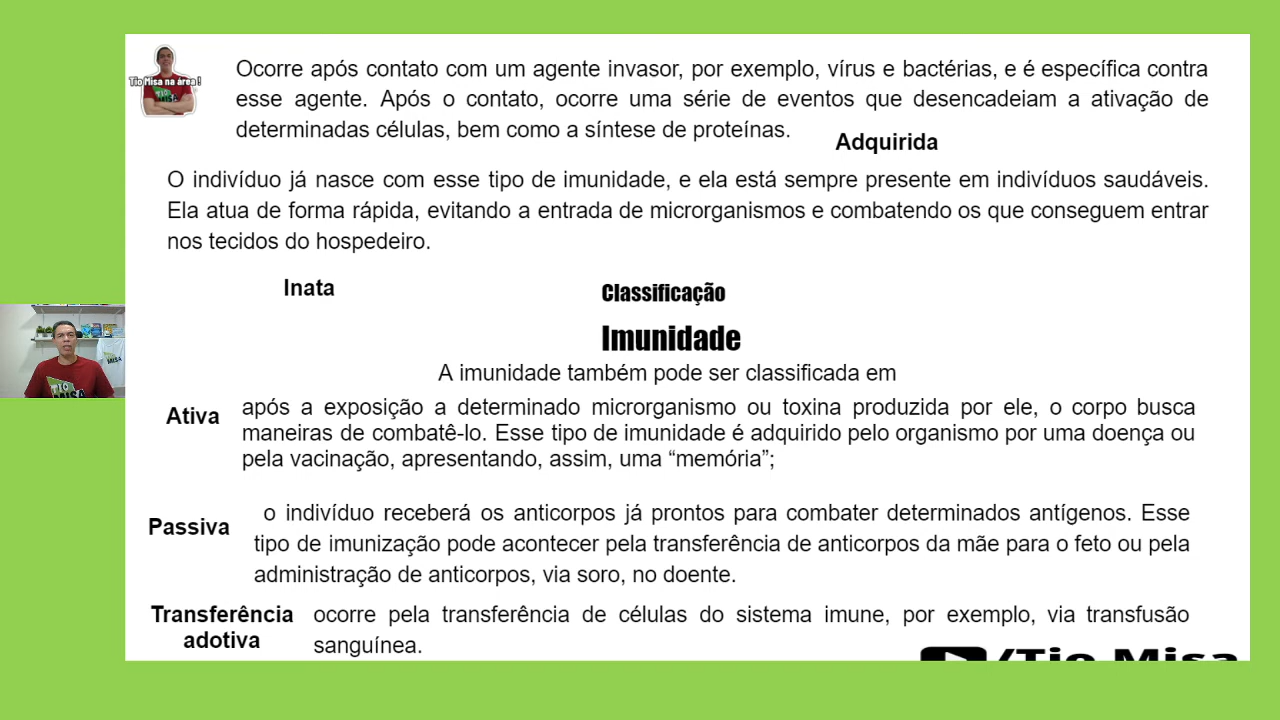 Tio Misa na área !
Ocorre após contato com um agente invasor, por exemplo, vírus e bactérias, e é específica contra
esse agente. Após o contato, ocorre uma série de eventos que desencadeiam a ativação de
determinadas células, bem como a síntese de proteínas.
Adquirida
O indivíduo já nasce com esse tipo de imunidade, e ela está sempre presente em indivíduos saudáveis.
Ela atua de forma rápida, evitando a entrada de microrganismos e combatendo os que conseguem entrar
nos tecidos do hospedeiro.
Inata
Classificação
Imunidade
A imunidade também pode ser classificada em
Ativa
após a exposição a determinado microrganismo ou toxina produzida por ele, o corpo busca
maneiras de combatê-lo. Esse tipo de imunidade é adquirido pelo organismo por uma doença ou
pela vacinação, apresentando, assim, uma “memória”;
Passiva
o indivíduo receberá os anticorpos já prontos para combater determinados antígenos. Esse
tipo de imunização pode acontecer pela transferência de anticorpos da mãe para o feto ou pela
administração de anticorpos, via soro, no doente.
Transferência
adotiva
ocorre pela transferência de células do sistema imune, por exemplo, via transfusão
sanguínea.
/Tio Misa
TIO
MISA
MISA